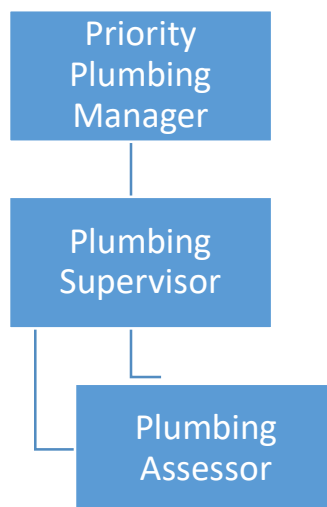 Priority
Plumbing
Manager
Plumbing
Supervisor
Plumbing
Assessor